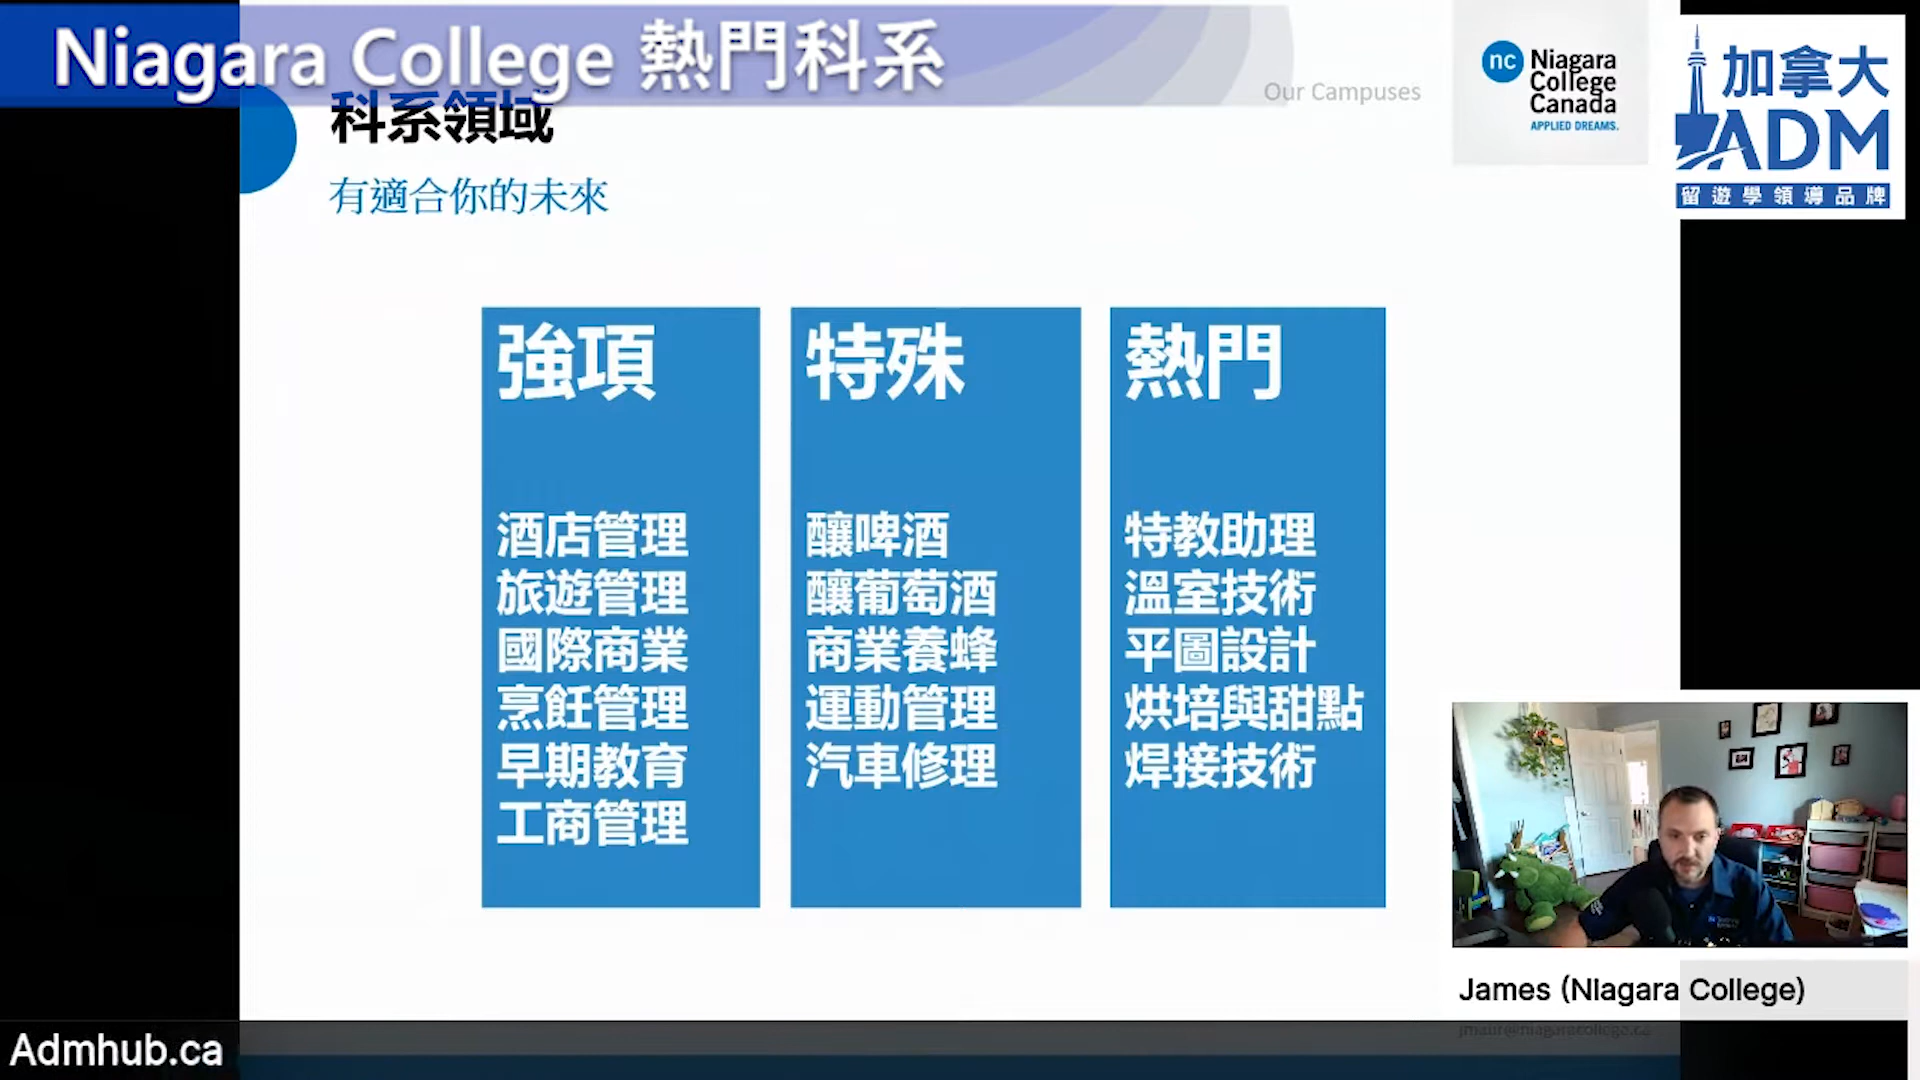 Niagara College 熱門科系
科系領域
有適合你的未來
Our Campuses
nc Niagara
College
Canada
APPLIED DREAMS.
加拿大
ADM
留遊學領導品牌
強項
酒店管理
旅遊管理
國際商業
烹飪管理
早期教育
工商管理
特殊
釀啤酒
釀葡萄酒
商業養蜂
運動管理
汽車修理
熱門
特教助理
溫室技術
平圖設計
烘培與甜點
焊接技術
James (NIagara College)
Admhub.ca